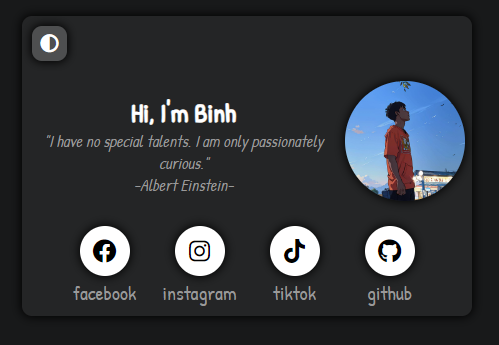 Hi, I'm Binh
"I have no special talents. I am only passionately
curious."
-Albert Einstein-
facebook instagram tiktok github